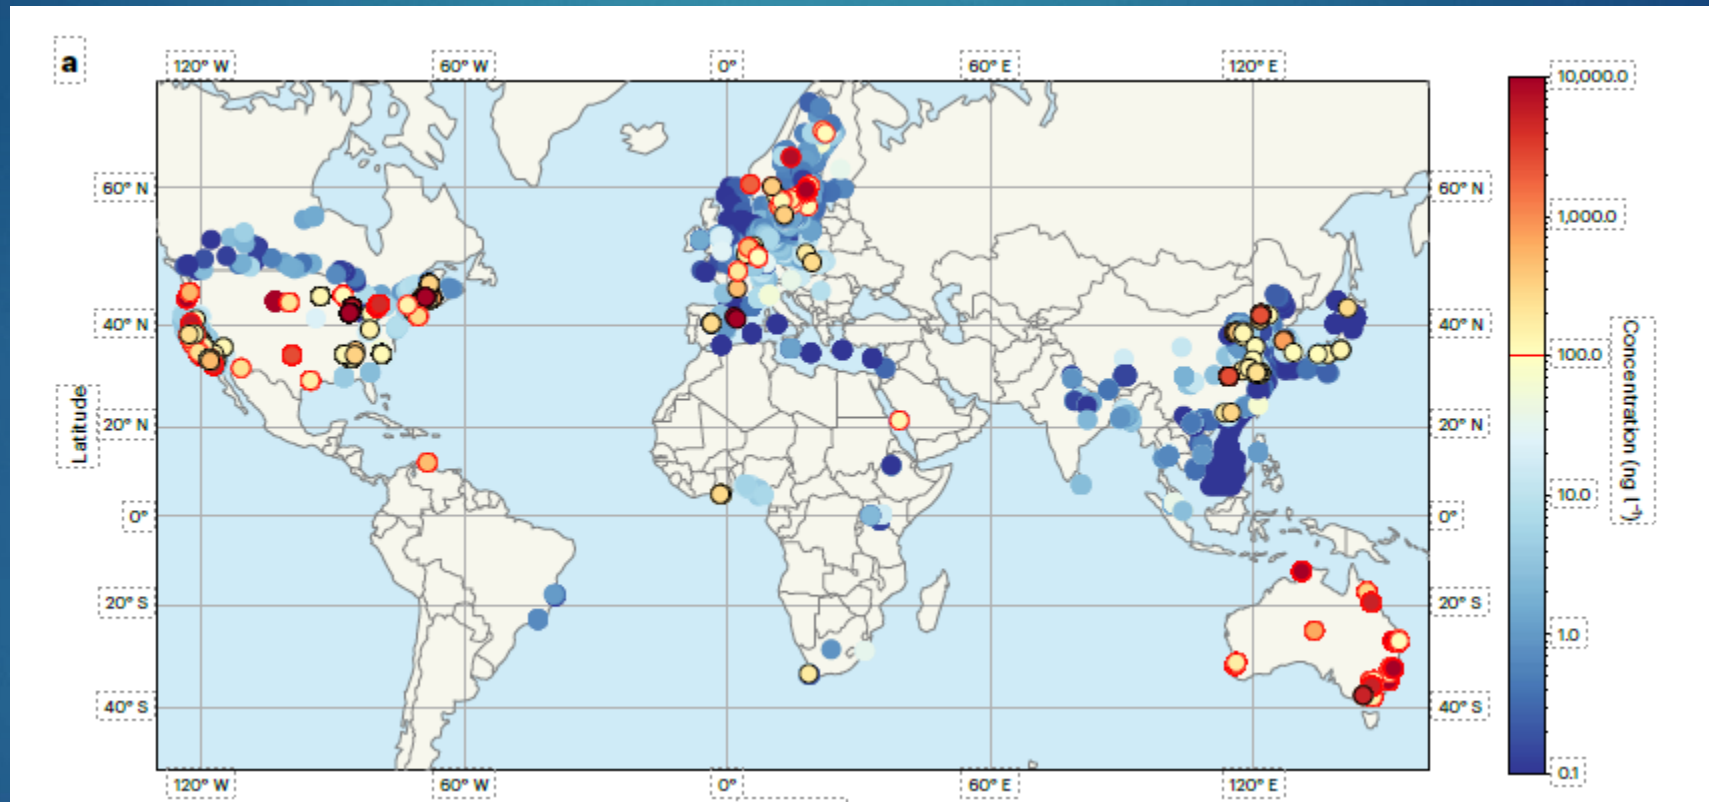 a
120° W 60° W 0° 60° E 120° E
10,000.0
60° N 60° N
1,000.0
40° N 40° N
100.0
Latitude
Concentration (ng l⁻¹)
20° N 20° N
10.0
0° 0°
20° S 20° S
1.0
40° S 40° S
0.1
120° W 60° W 0° 60° E 120° E